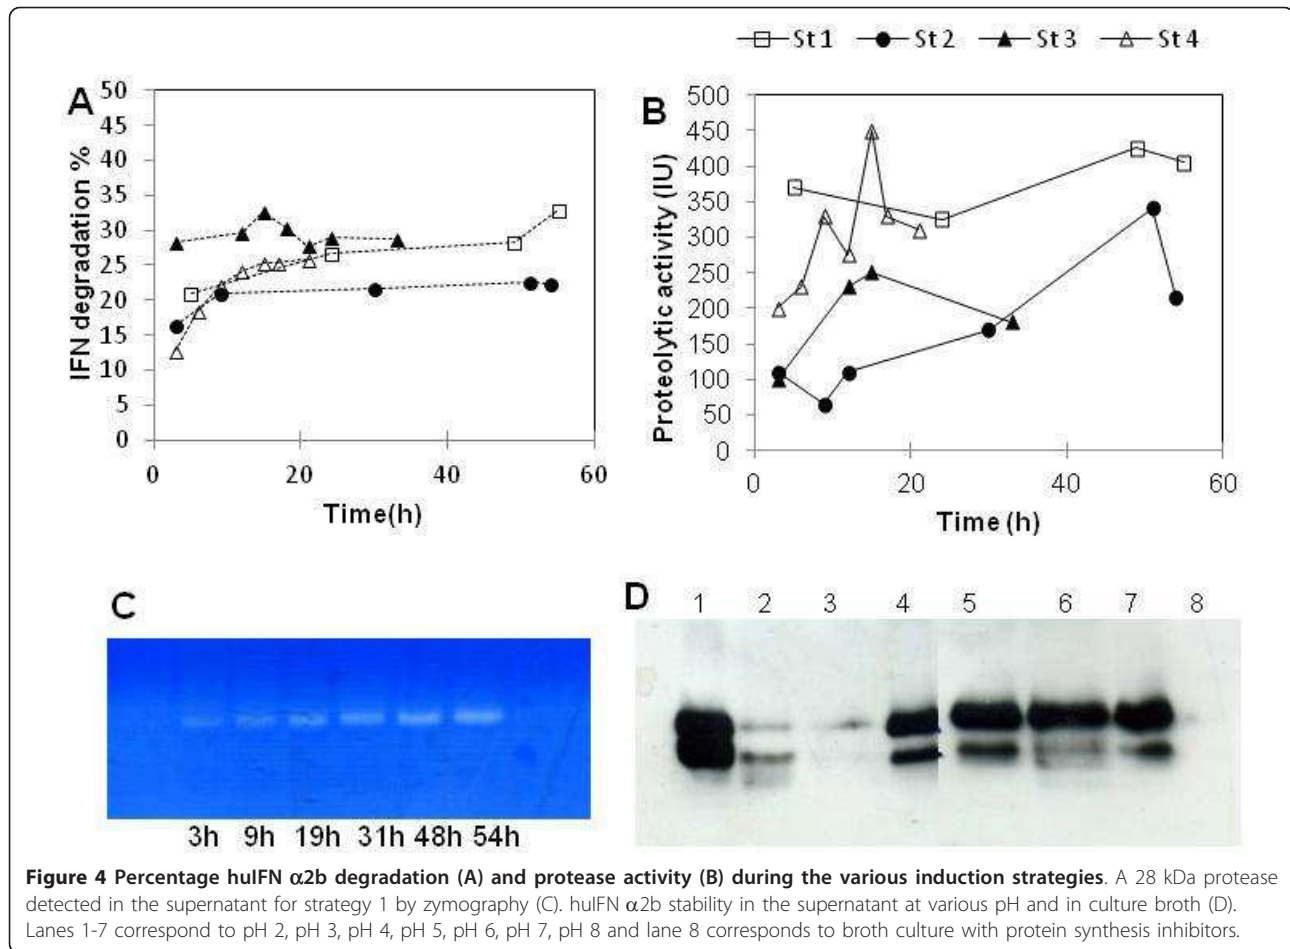 St 1 St 2 St 3 St 4
A
50
45
40
35
30
25
20
15
10
5
0
IFN degradation %
0 20 40 60
Time(h)
B
500
450
400
350
300
250
200
150
100
50
0
Proteolytic activity (IU)
0 20 40 60
Time (h)
C
3h 9h 19h 31h 48h 54h
D 1 2 3 4 5 6 7 8
Figure 4 Percentage huIFN α2b degradation (A) and protease activity (B) during the various induction strategies. A 28 kDa protease
detected in the supernatant for strategy 1 by zymography (C). huIFN α2b stability in the supernatant at various pH and in culture broth (D).
Lanes 1-7 correspond to pH 2, pH 3, pH 4, pH 5, pH 6, pH 7, pH 8 and lane 8 corresponds to broth culture with protein synthesis inhibitors.